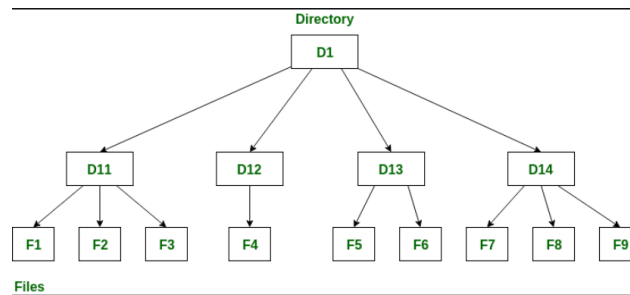 Directory
D1
D11 D12 D13 D14
F1 F2 F3 F4 F5 F6 F7 F8 F9
Files